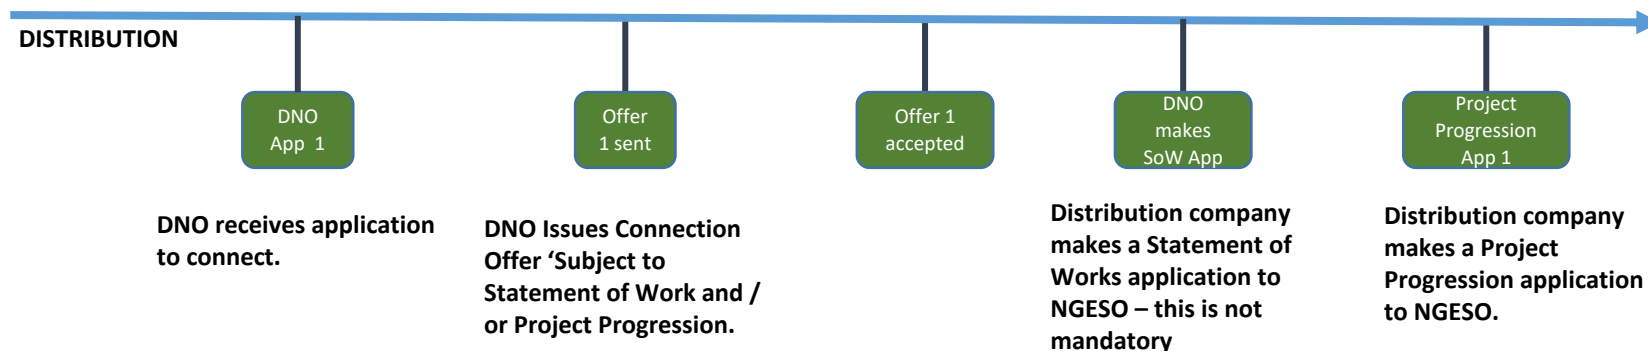 DISTRIBUTION
DNO
App 1
Offer
1 sent
Offer 1
accepted
DNO
makes
SoW App
Project
Progression
App 1
DNO receives application
to connect.
DNO Issues Connection
Offer ‘Subject to
Statement of Work and /
or Project Progression.
Distribution company
makes a Statement of
Works application to
NGESO – this is not
mandatory
Distribution company
makes a Project
Progression application
to NGESO.